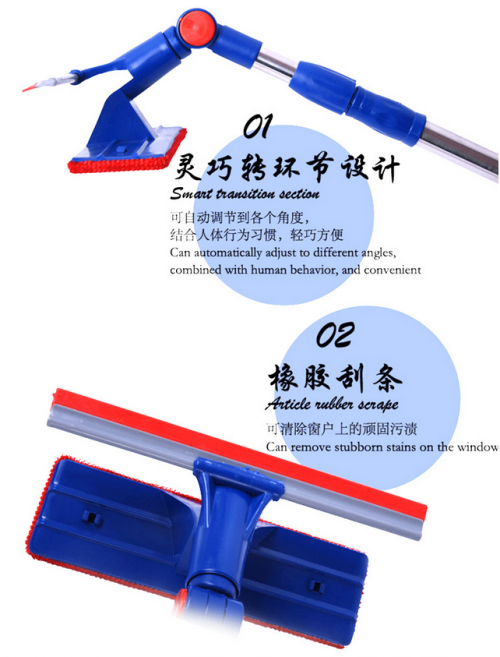 01
灵巧转环节设计
Smart transition section
可自动调节到各个角度，
结合人体行为习惯，轻巧方便
Can automatically adjust to different angles,
combined with human behavior, and convenient
02
橡胶刮条
Article rubber scrape
可清除窗户上的顽固污渍
Can remove stubborn stains on the window